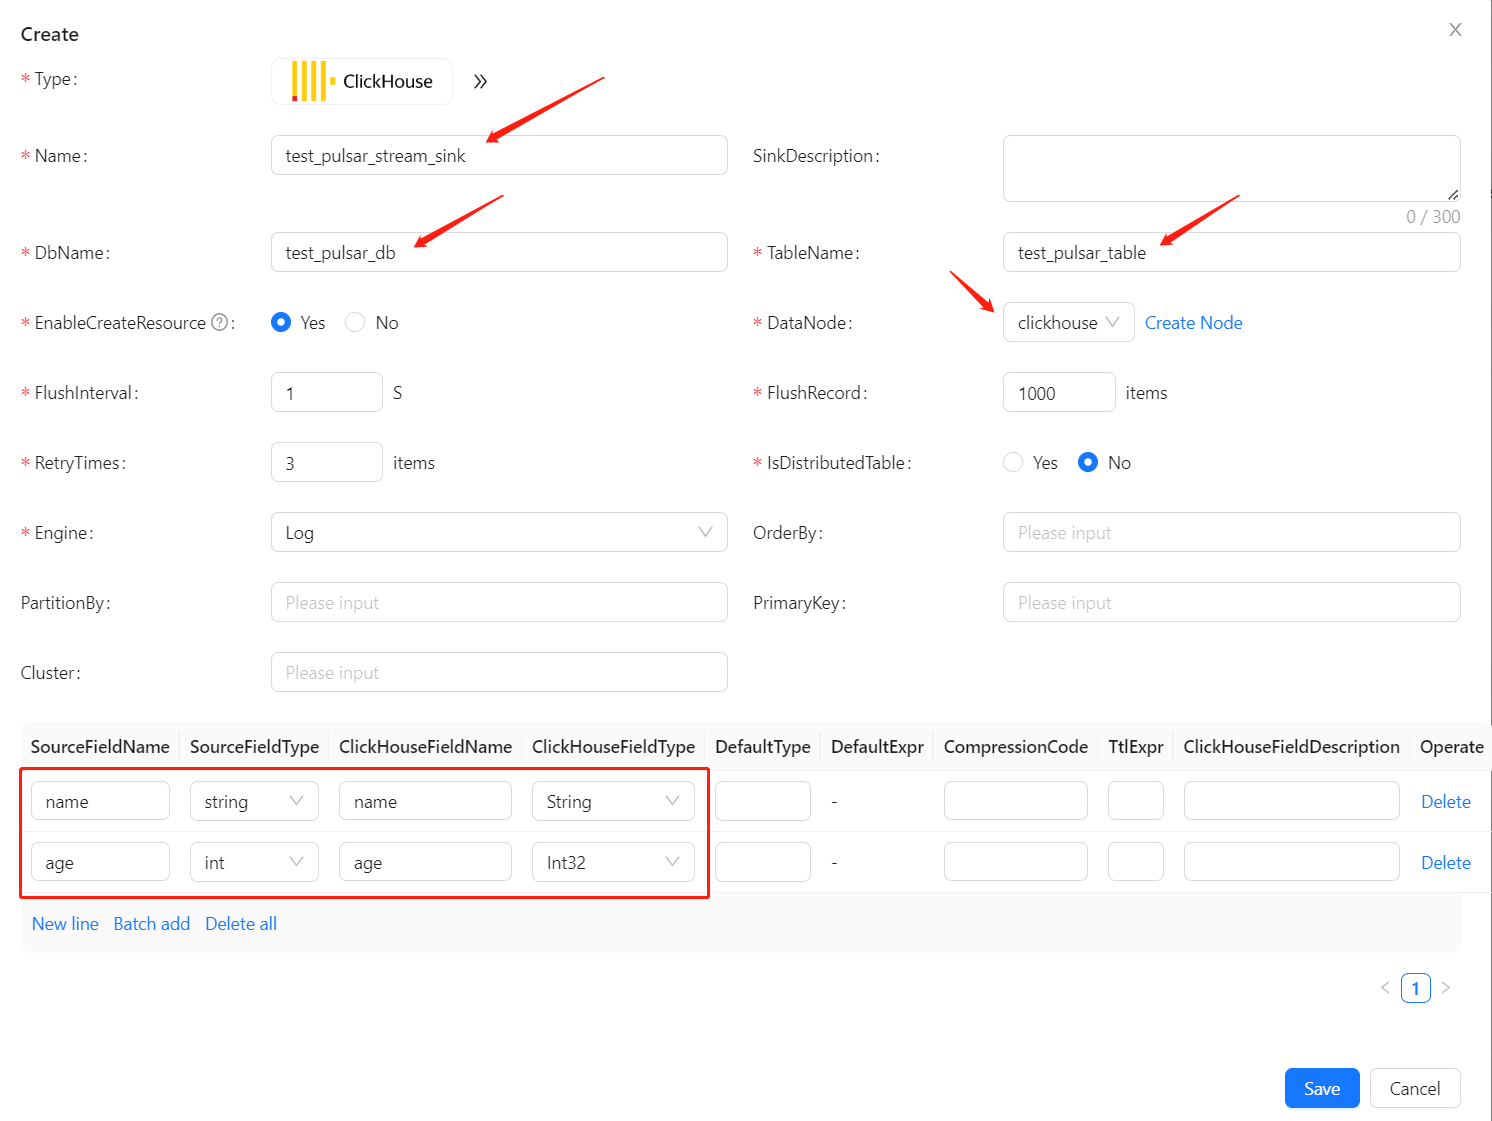 Create X
* Type: ClickHouse »
* Name: test_pulsar_stream_sink SinkDescription:
0 / 300
* DbName: test_pulsar_db * TableName: test_pulsar_table
* EnableCreateResource ? : Yes No * DataNode: clickhouse Create Node
* FlushInterval: 1 S * FlushRecord: 1000 items
* RetryTimes: 3 items * IsDistributedTable: Yes No
* Engine: Log OrderBy: Please input
PartitionBy: Please input PrimaryKey: Please input
Cluster: Please input
SourceFieldName SourceFieldType ClickHouseFieldName ClickHouseFieldType DefaultType DefaultExpr CompressionCode TtlExpr ClickHouseFieldDescription Operate
name string name String - Delete
age int age Int32 - Delete
New line Batch add Delete all
< 1 >
Save Cancel